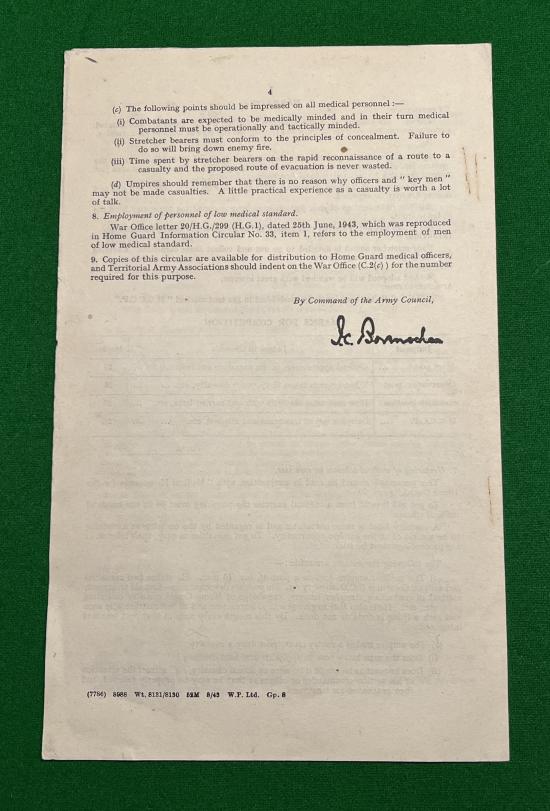 4
(c) The following points should be impressed on all medical personnel :—
(i) Combatants are expected to be medically minded and in their turn medical
personnel must be operationally and tactically minded.
(ii) Stretcher bearers must conform to the principles of concealment. Failure to
do so will bring down enemy fire.
(iii) Time spent by stretcher bearers on the rapid reconnaissance of a route to a
casualty and the proposed route of evacuation is never wasted.
(d) Umpires should remember that there is no reason why officers and " key men "
may not be made casualties. A little practical experience as a casualty is worth a lot
of talk.
8. Employment of personnel of low medical standard.
War Office letter 20/H.G./299 (H.G.1), dated 25th June, 1943, which was reproduced
in Home Guard Information Circular No. 33, item 1, refers to the employment of men
of low medical standard.
9. Copies of this circular are available for distribution to Home Guard medical officers,
and Territorial Army Associations should indent on the War Office (C.2(c) ) for the number
required for this purpose.
By Command of the Army Council,
(7786) 8988 Wt. 8131/8130 52M 8/43 W.P. Ltd. Gp. 8